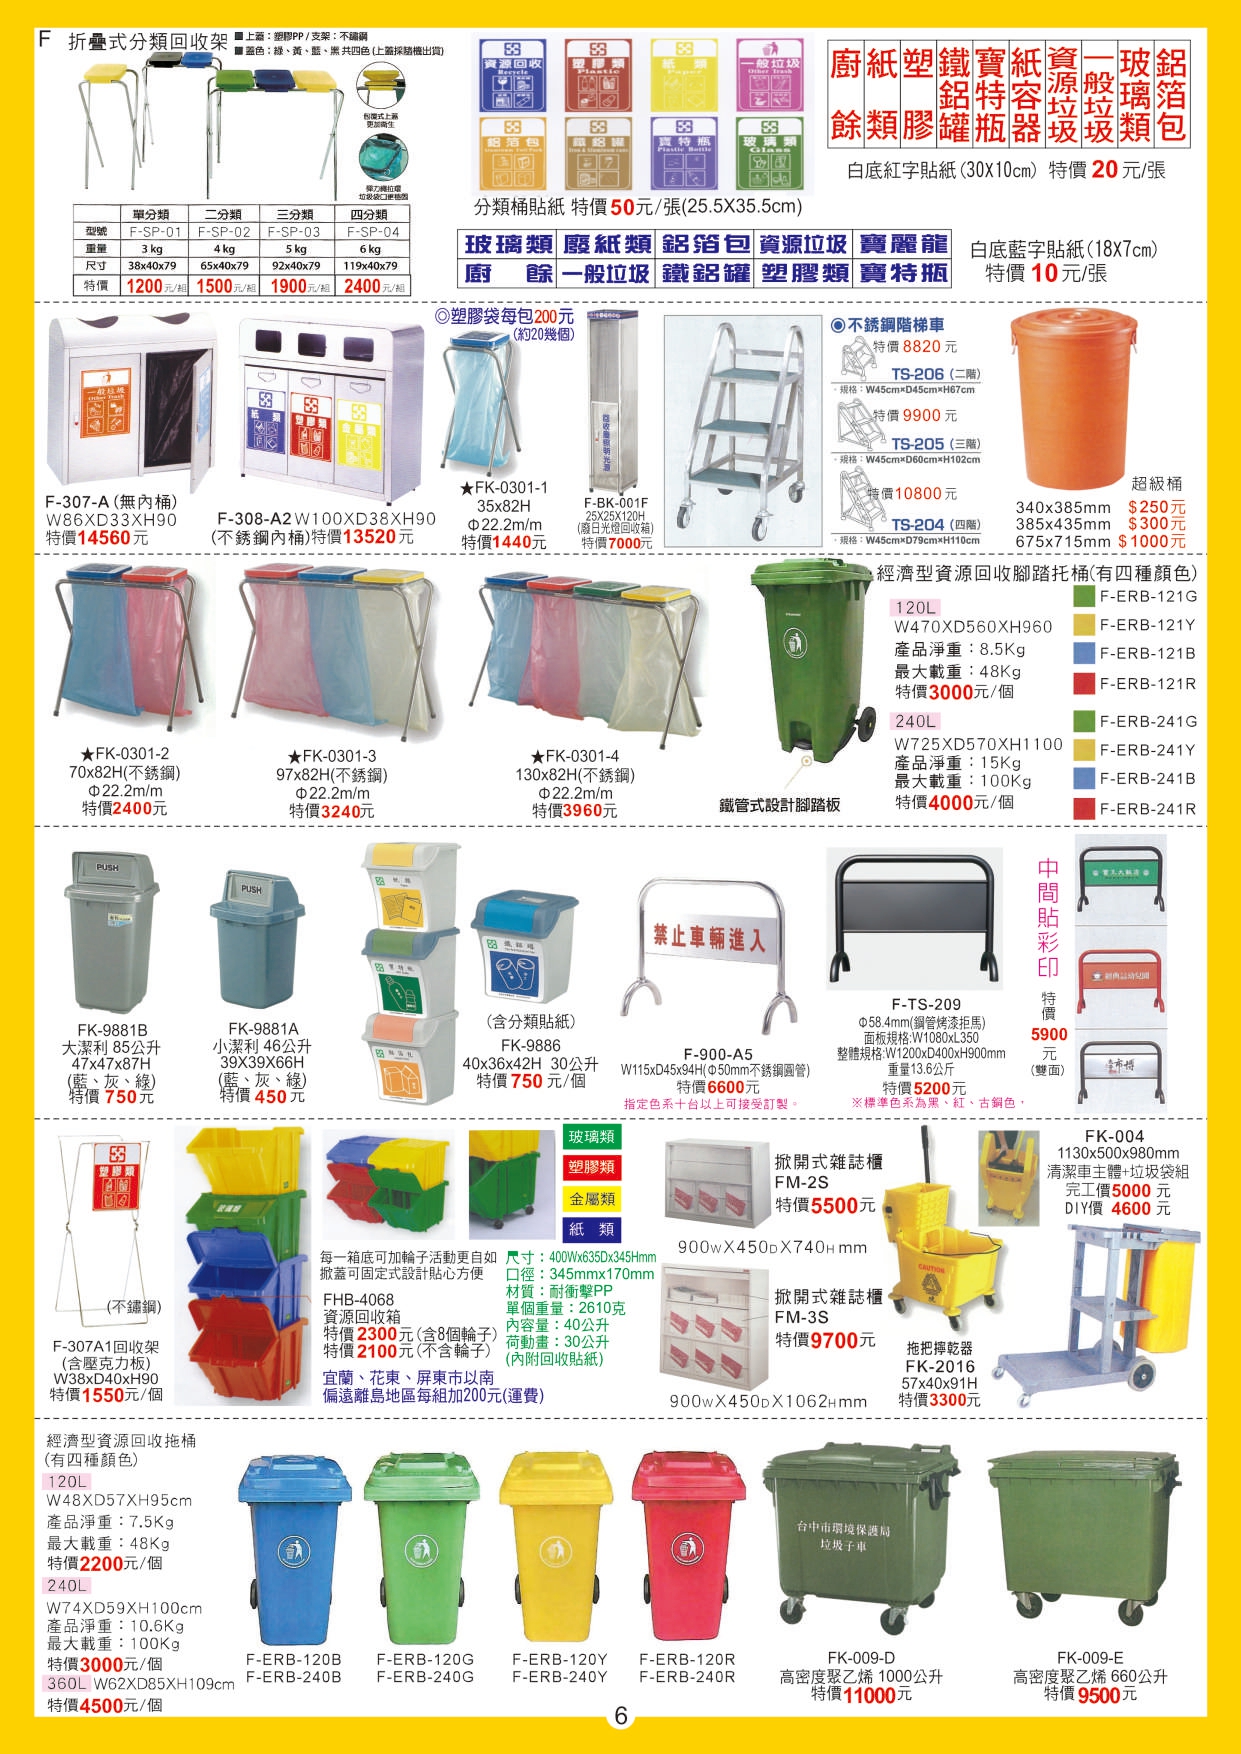 F 折疊式分類回收架
■上蓋：塑膠PP / 支架：不鏽鋼
■蓋色：綠、黃、藍、黑 共四色 (上蓋採隨機出貨)
包覆式上蓋
更加衛生
彈力繩拉環
垃圾袋口更穩固
單分類 二分類 三分類 四分類
型號 F-SP-01 F-SP-02 F-SP-03 F-SP-04
重量 3 kg 4 kg 5 kg 6 kg
尺寸 38x40x79 65x40x79 92x40x79 119x40x79
特價 1200元/組 1500元/組 1900元/組 2400元/組
資源回收 Recycle
塑膠類 Plastic
紙類 Paper
一般垃圾 Other Trash
鋁箔包
鐵鋁罐
寶特瓶 Plastic Bottle
玻璃類 Glass
分類桶貼紙 特價50元/張(25.5X35.5cm)
廚餘 紙類 塑膠 鐵鋁罐 寶特瓶 紙容器 資源垃圾 一般垃圾 玻璃類 鋁箔包
白底紅字貼紙(30X10cm) 特價 20 元/張
玻璃類 廢紙類 鋁箔包 資源垃圾 寶麗龍
廚餘 一般垃圾 鐵鋁罐 塑膠類 寶特瓶
白底藍字貼紙(18X7cm)
特價 10元/張
一般垃圾
Other Trash
F-307-A (無內桶)
W86XD33XH90
特價14560元
紙類
塑膠類
金屬類
F-308-A2 W100XD38XH90
(不銹鋼內桶)特價13520元
◎塑膠袋每包200元
(約20幾個)
★FK-0301-1
35x82H
Φ22.2m/m
特價1440元
F-BK-001F
25X25X120H
(廢日光燈回收箱)
特價7000元
◉不銹鋼階梯車
特價 8820 元
TS-206 (二階)
· 規格：W45cm×D45cm×H67cm
特價 9900 元
TS-205 (三階)
· 規格：W45cm×D60cm×H102cm
特價10800元
TS-204 (四階)
· 規格：W45cm×D79cm×H110cm
超級桶
340x385mm $250元
385x435mm $300元
675x715mm $1000元
★FK-0301-2
70x82H(不銹鋼)
Φ22.2m/m
特價2400元
★FK-0301-3
97x82H(不銹鋼)
Φ22.2m/m
特價3240元
★FK-0301-4
130x82H(不銹鋼)
Φ22.2m/m
特價3960元
鐵管式設計腳踏板
經濟型資源回收腳踏托桶(有四種顏色)
120L
W470XD560XH960
產品淨重：8.5Kg
最大載重：48Kg
特價3000元/個
F-ERB-121G
F-ERB-121Y
F-ERB-121B
F-ERB-121R
240L
W725XD570XH1100
產品淨重：15Kg
最大載重：100Kg
特價4000元/個
F-ERB-241G
F-ERB-241Y
F-ERB-241B
F-ERB-241R
PUSH
FK-9881B
大潔利 85公升
47x47x87H
(藍、灰、綠)
特價 750元
PUSH
FK-9881A
小潔利 46公升
39X39X66H
(藍、灰、綠)
特價 450元
紙類
寶特瓶
鋁箔包
鐵鋁罐
(含分類貼紙)
FK-9886
40x36x42H 30公升
特價 750 元/個
禁止車輛進入
F-900-A5
W115xD45x94H(Φ50mm不銹鋼圓管)
特價6600元
指定色系十台以上可接受訂製。
F-TS-209
Φ58.4mm(鋼管烤漆拒馬)
面板規格:W1080xL350
整體規格:W1200xD400xH900mm
重量13.6公斤
特價5200元
※標準色系為黑、紅、古銅色，
中間貼彩印
特價
5900
元
(雙面)
塑膠類
(不鏽鋼)
F-307A1回收架
(含壓克力板)
W38xD40xH90
特價1550元/個
玻璃類
塑膠類
金屬類
紙類
每一箱底可加輪子活動更自如
掀蓋可固定式設計貼心方便
FHB-4068
資源回收箱
特價 2300元(含8個輪子)
特價 2100元(不含輪子)
宜蘭、花東、屏東市以南
偏遠離島地區每組加200元(運費)
尺寸：400Wx635Dx345Hmm
口徑：345mmx170mm
材質：耐衝擊PP
單個重量：2610克
內容量：40公升
荷動畫：30公升
(內附回收貼紙)
掀開式雜誌櫃
FM-2S
特價5500元
900WX450DX740Hmm
掀開式雜誌櫃
FM-3S
特價9700元
900WX450DX1062Hmm
CAUTION
拖把擰乾器
FK-2016
57x40x91H
特價3300元
FK-004
1130x500x980mm
清潔車主體+垃圾袋組
完工價5000 元
DIY價 4600 元
經濟型資源回收拖桶
(有四種顏色)
120L
W48XD57XH95cm
產品淨重：7.5Kg
最大載重：48Kg
特價2200元/個
240L
W74XD59XH100cm
產品淨重：10.6Kg
最大載重：100Kg
特價3000元/個
360L W62XD85XH109cm
特價4500元/個
F-ERB-120B
F-ERB-240B
F-ERB-120G
F-ERB-240G
F-ERB-120Y
F-ERB-240Y
F-ERB-120R
F-ERB-240R
台中市環境保護局
垃圾子車
FK-009-D
高密度聚乙烯 1000公升
特價11000元
FK-009-E
高密度聚乙烯 660公升
特價9500元
6